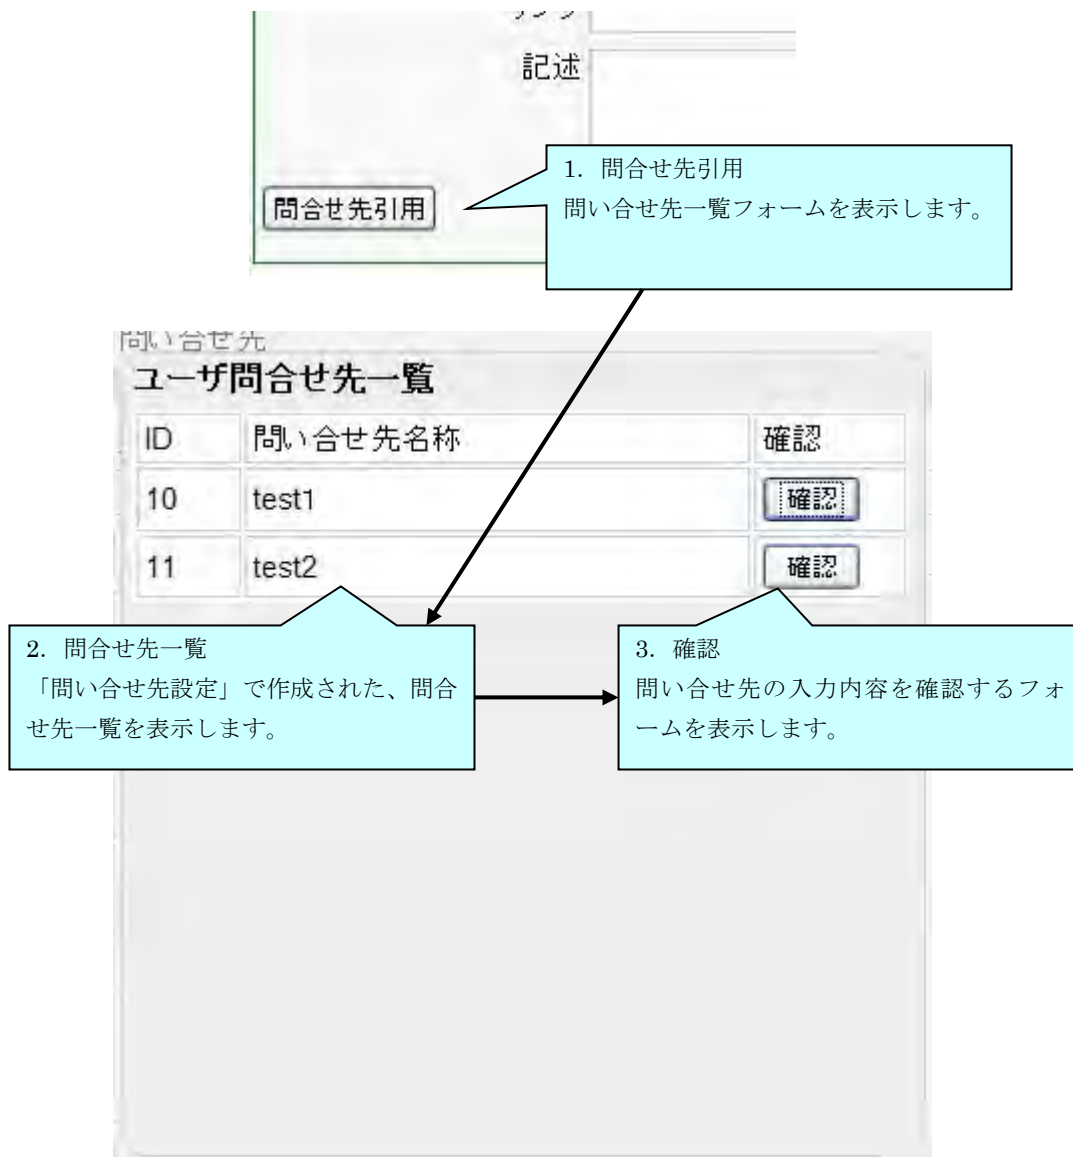 記述
1. 問合せ先引用
問い合せ先一覧フォームを表示します。
問合せ先引用
問い合せ先
ユーザ問合せ先一覧
ID 問い合せ先名称 確認
10 test1 確認
11 test2 確認
2. 問合せ先一覧
「問い合せ先設定」で作成された、問合
せ先一覧を表示します。
3. 確認
問い合せ先の入力内容を確認するフォ
ームを表示します。